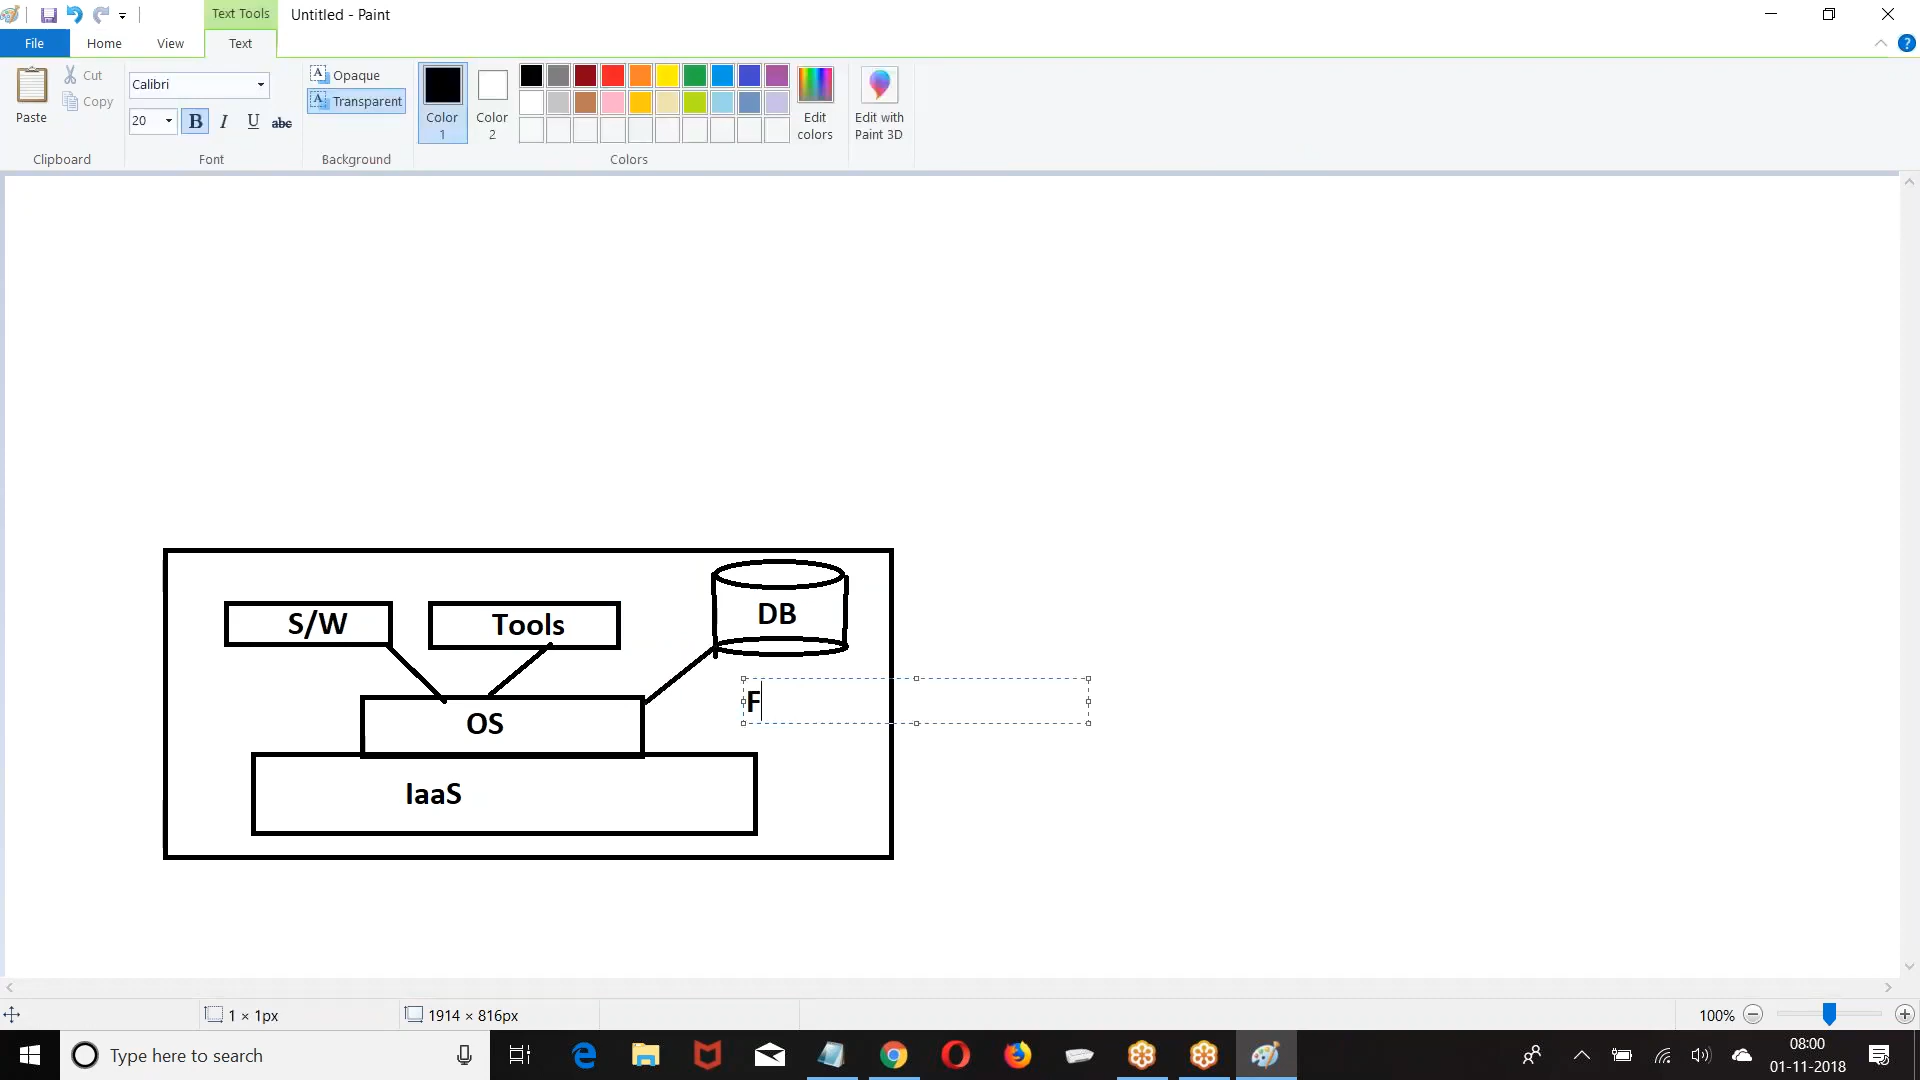 Text Tools
Untitled - Paint
File
Home
View
Text
Paste
Cut
Copy
Clipboard
Calibri
20
B
I
U
abc
Font
Opaque
Transparent
Background
Color
1
Color
2
Edit
colors
Colors
Edit with
Paint 3D
S/W
Tools
DB
F
OS
IaaS
1 × 1px
1914 × 816px
100%
Type here to search
08:00
01-11-2018